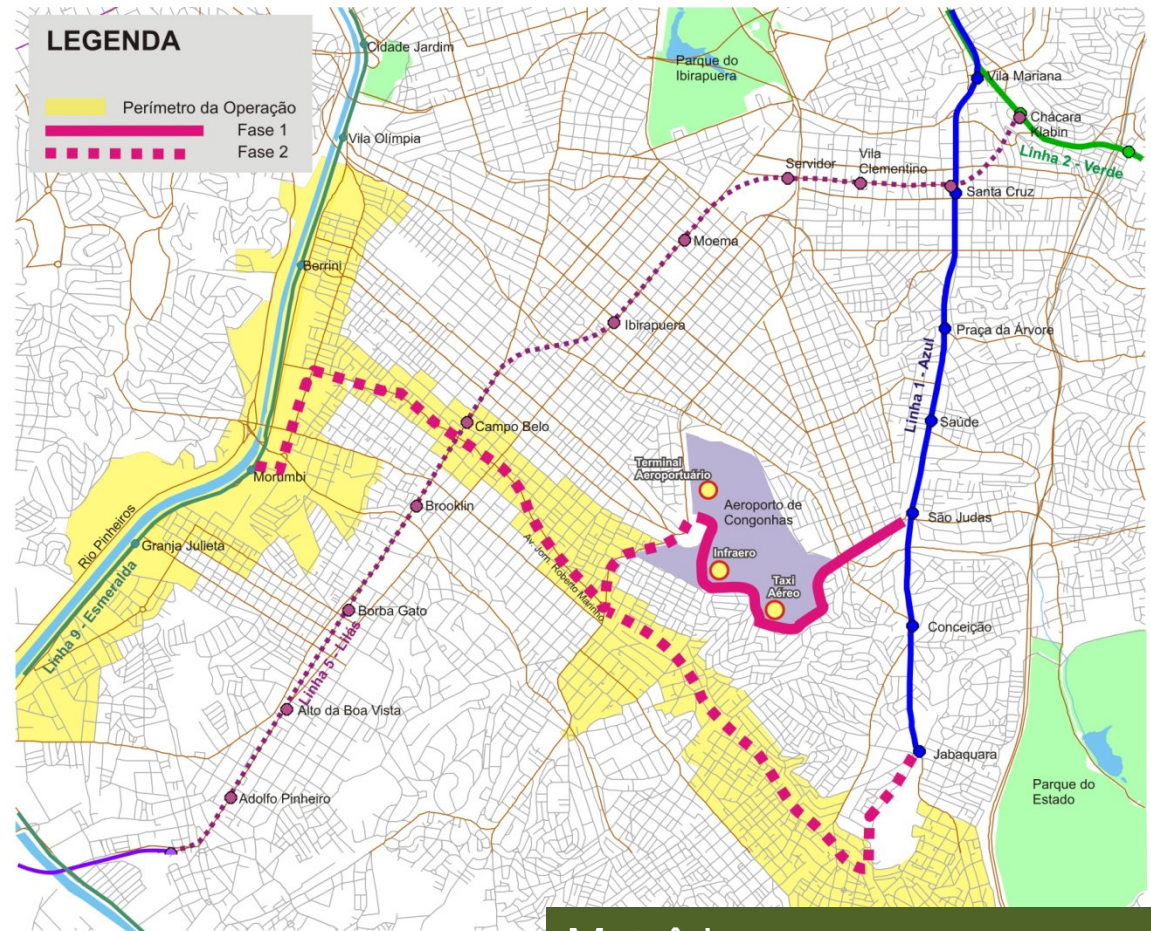 LEGENDA
Perímetro da Operação
Fase 1
Fase 2
Cidade Jardim
Parque do
Ibirapuera
Vila Mariana
Chácara
Klabin
Linha 2 - Verde
Vila Olímpia
Servidor
Vila
Clementino
Santa Cruz
Moema
Berrini
Ibirapuera
Praça da Árvore
Linha 1 - Azul
Campo Belo
Saúde
Terminal
Aeroportuário
Morumbi
Aeroporto de
Congonhas
Brooklin
São Judas
Rio Pinheiros
Granja Julieta
Infraero
Av. Jorn. Roberto Marinho
Taxi
Aéreo
Linha 9 - Esmeralda
Borba Gato
Conceição
Linha 5 - Lilás
Alto da Boa Vista
Jabaquara
Parque do
Estado
Adolfo Pinheiro